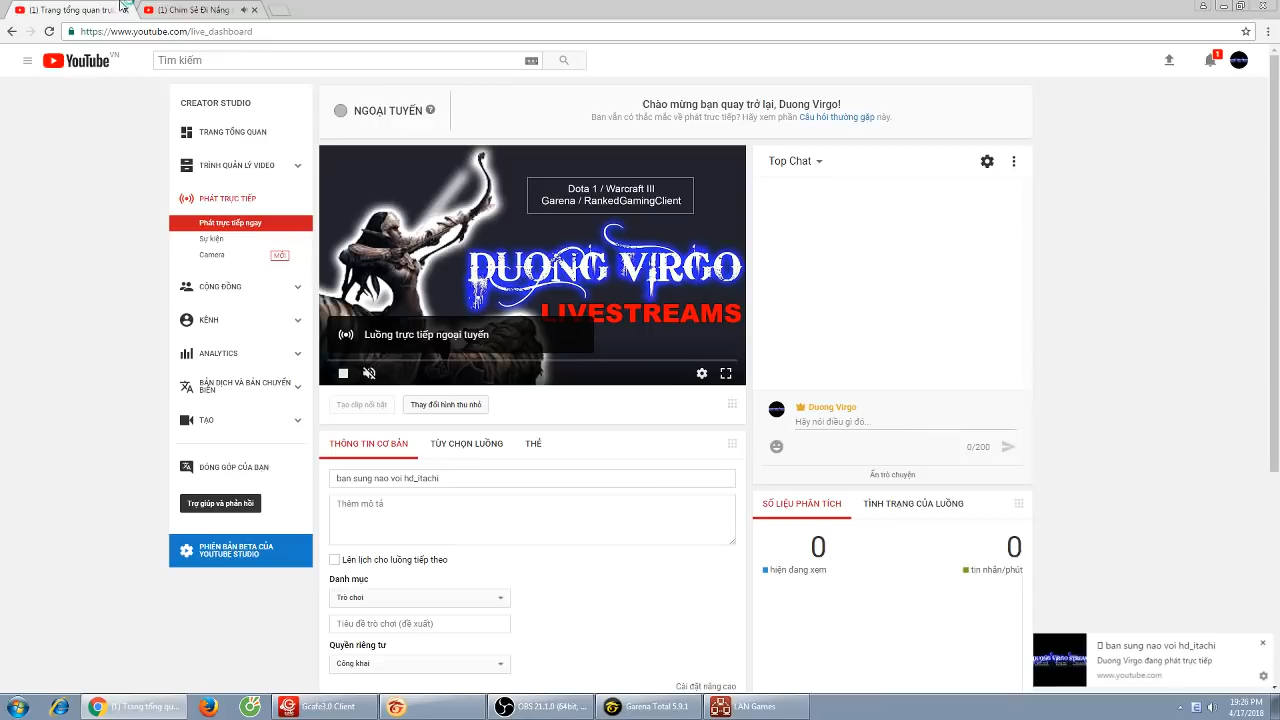 (1) Trang tổng quan trực
(1) Chim Sẻ Đi Nắng
https://www.youtube.com/live_dashboard
YouTube VN
Tìm kiếm
1
CREATOR STUDIO
TRANG TỔNG QUAN
TRÌNH QUẢN LÝ VIDEO
PHÁT TRỰC TIẾP
Phát trực tiếp ngay
Sự kiện
Camera
MỚI
CỘNG ĐỒNG
KÊNH
ANALYTICS
BẢN DỊCH VÀ BẢN CHUYỂN
BIÊN
TẠO
ĐÓNG GÓP CỦA BẠN
Trợ giúp và phản hồi
PHIÊN BẢN BETA CỦA
YOUTUBE STUDIO
NGOẠI TUYẾN
Chào mừng bạn quay trở lại, Duong Virgo!
Bạn vẫn có thắc mắc về phát trực tiếp? Hãy xem phần Câu hỏi thường gặp này.
Dota 1 / Warcraft III
Garena / RankedGamingClient
DUONG VIRGO
LIVESTREAMS
Luồng trực tiếp ngoại tuyến
Tạo clip nổi bật
Thay đổi hình thu nhỏ
THÔNG TIN CƠ BẢN
TÙY CHỌN LUỒNG
THẺ
ban sung nao voi hd_itachi
Thêm mô tả
Lên lịch cho luồng tiếp theo
Danh mục
Trò chơi
Tiêu đề trò chơi (đề xuất)
Quyền riêng tư
Công khai
Cài đặt nâng cao
Top Chat
Duong Virgo
Hãy nói điều gì đó...
0/200
Ẩn trò chuyện
SỐ LIỆU PHÂN TÍCH
TÌNH TRẠNG CỦA LUỒNG
0
0
hiện đang xem
tin nhắn/phút
ban sung nao voi hd_itachi
Duong Virgo đang phát trực tiếp
www.youtube.com
(1) Trang tổng qu...
Gcafe3.0 Client
OBS 21.1.0 (64bit, ...
Garena Total 5.9.1
LAN Games
7:26 PM
4/17/2018